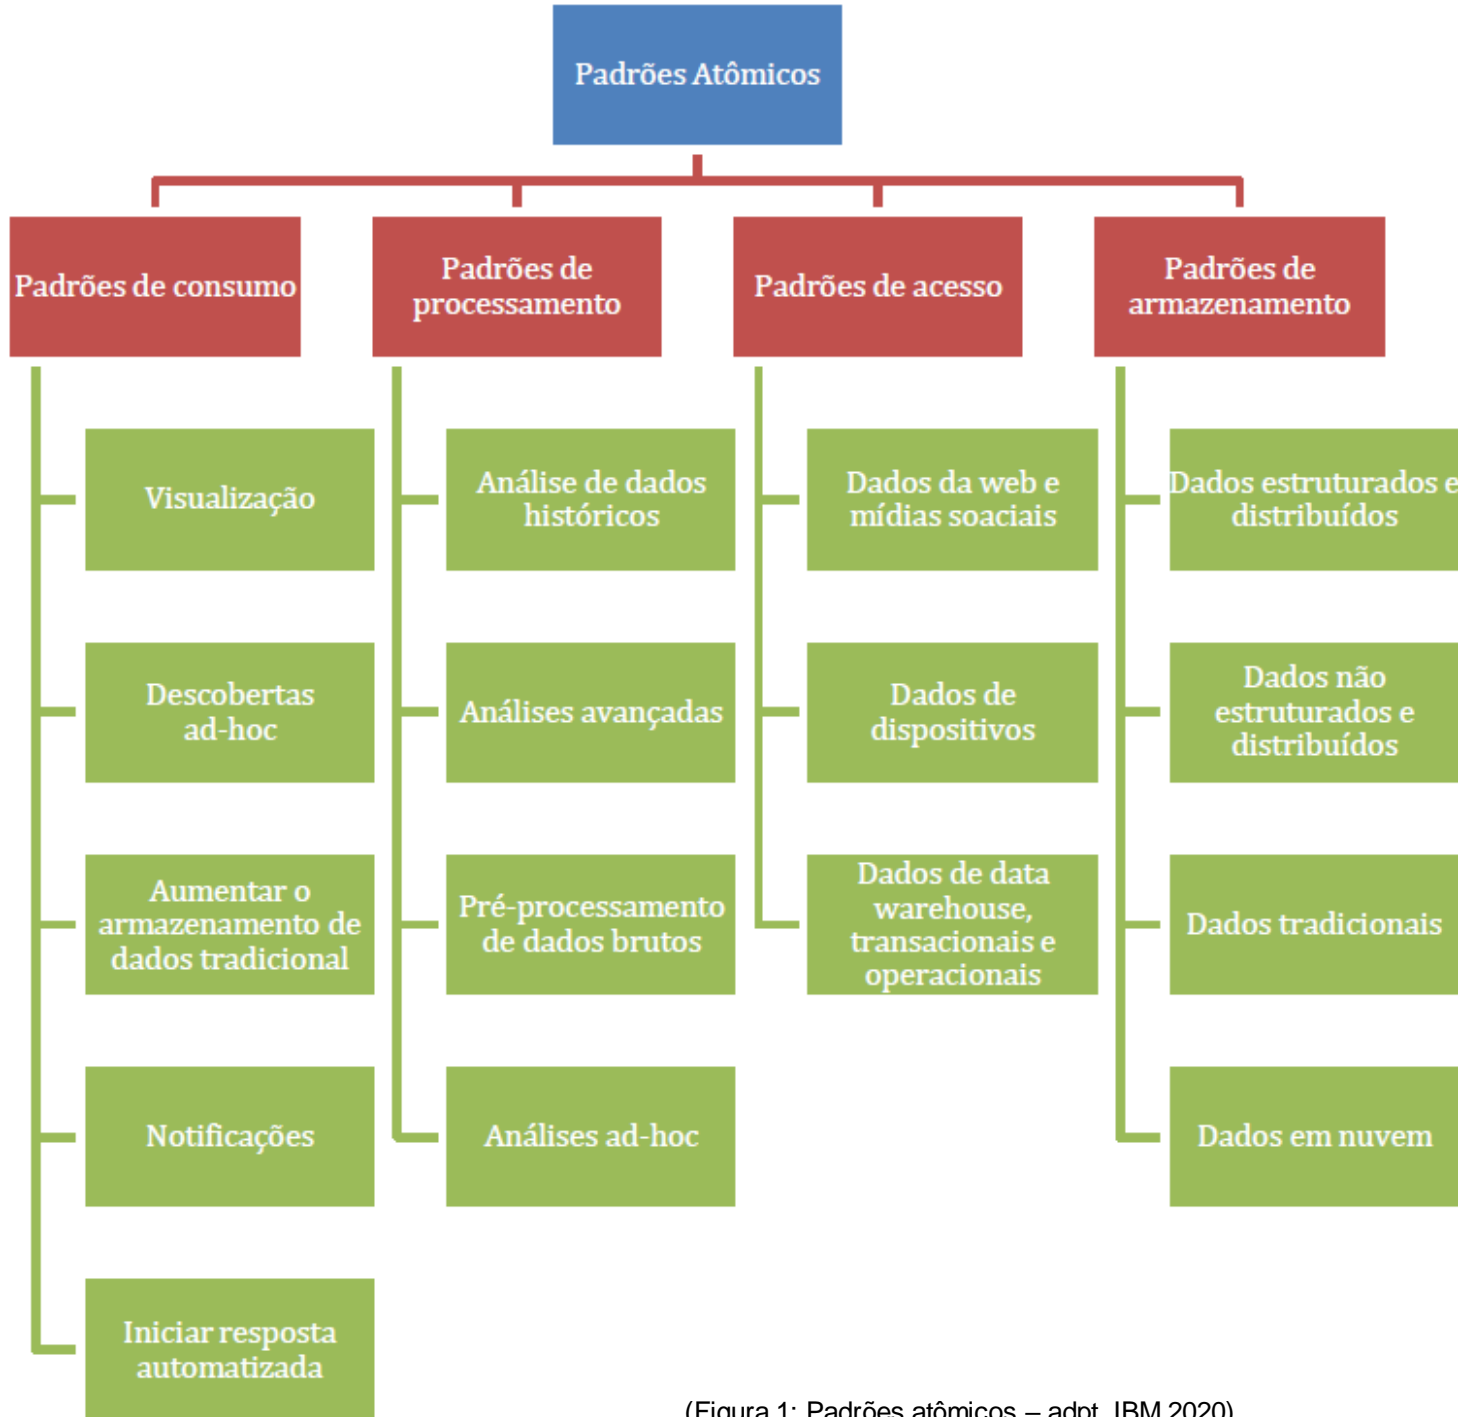 Padrões Atômicos
Padrões de consumo
Visualização
Descobertas
ad-hoc
Aumentar o
armazenamento de
dados tradicional
Notificações
Iniciar resposta
automatizada
Padrões de
processamento
Análise de dados
históricos
Análises avançadas
Pré-processamento
de dados brutos
Análises ad-hoc
Padrões de acesso
Dados da web e
mídias soaciais
Dados de
dispositivos
Dados de data
warehouse,
transacionais e
operacionais
Padrões de
armazenamento
Dados estruturados e
distribuídos
Dados não
estruturados e
distribuídos
Dados tradicionais
Dados em nuvem
(Figura 1: Padrões atômicos – adpt. IBM 2020)